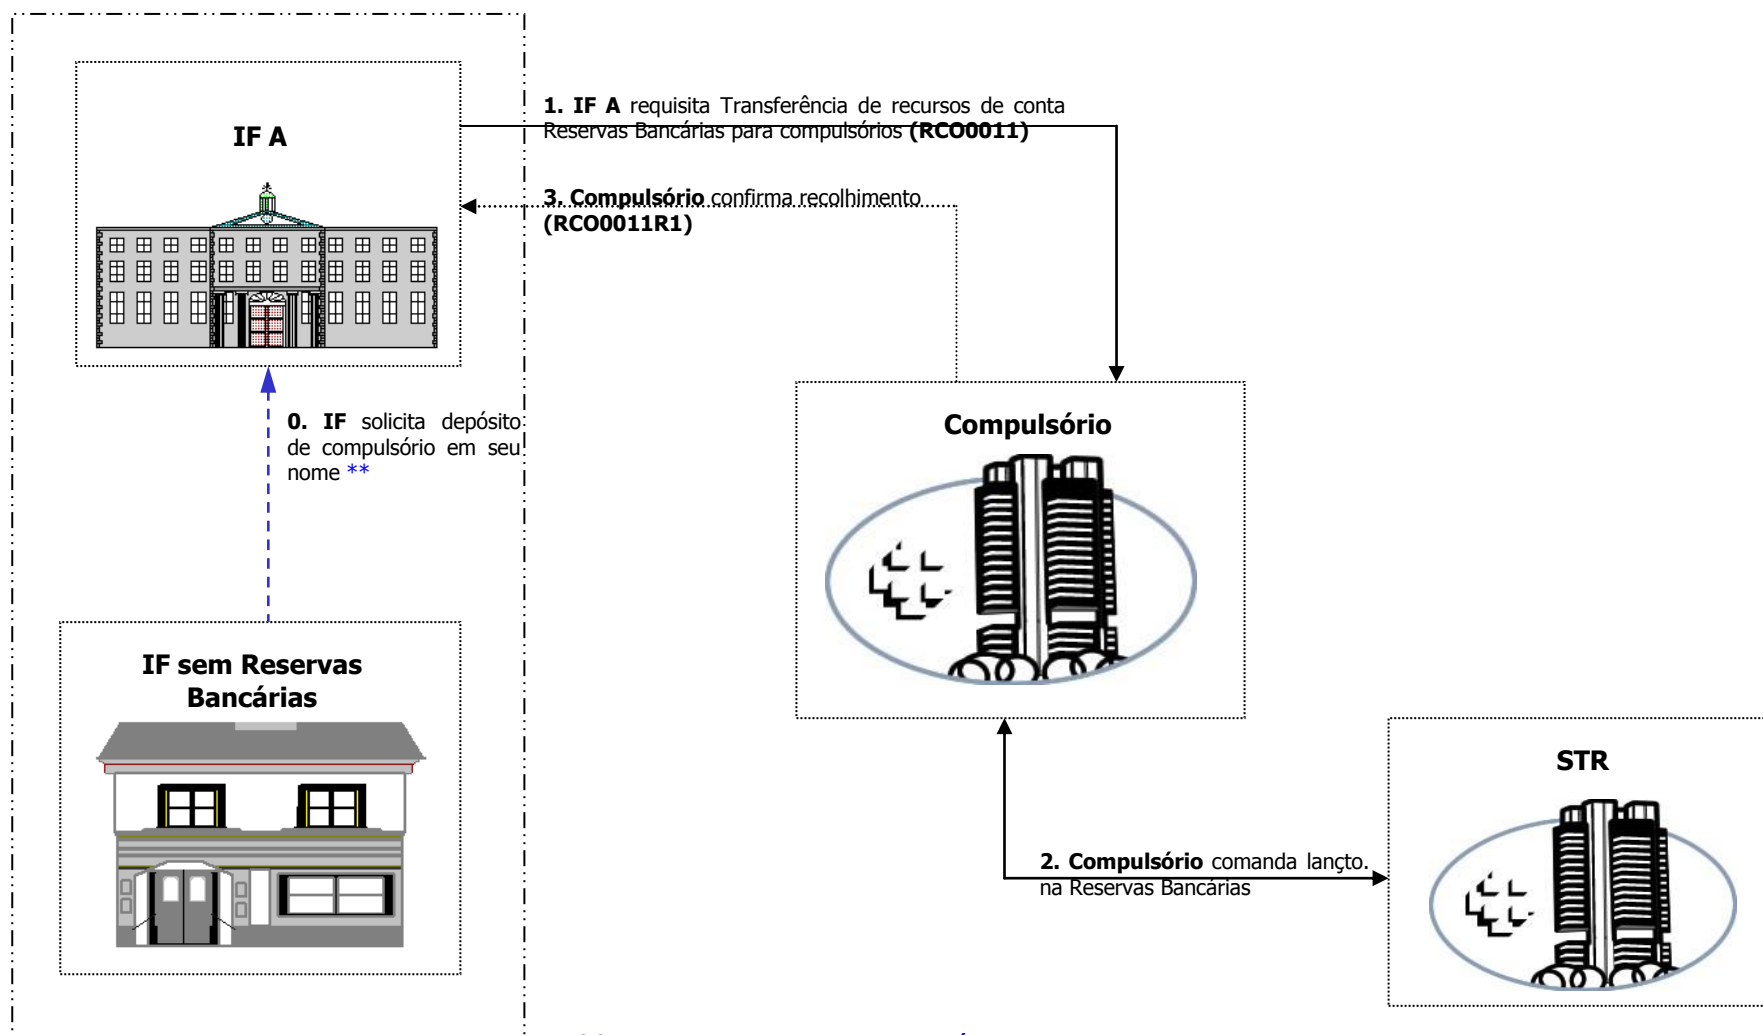 IF A
1. IF A requisita Transferência de recursos de conta
Reservas Bancárias para compulsórios (RCO0011)
3. Compulsório confirma recolhimento
(RCO0011R1)
0. IF solicita depósito
de compulsório em seu
nome **
Compulsório
IF sem Reservas
Bancárias
STR
2. Compulsório comanda lançto.
na Reservas Bancárias